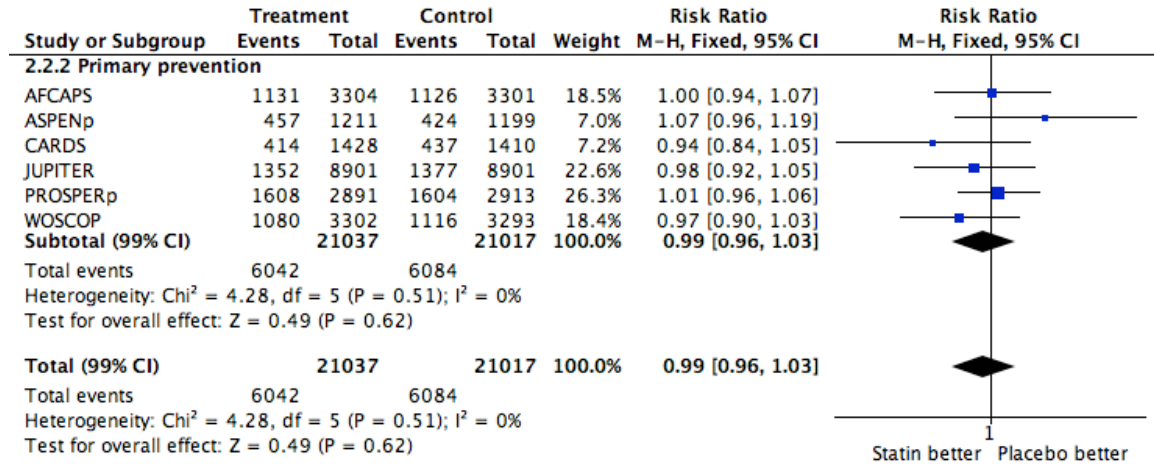 Treatment Control Risk Ratio Risk Ratio
Study or Subgroup Events Total Events Total Weight M-H, Fixed, 95% CI M-H, Fixed, 95% CI
2.2.2 Primary prevention
AFCAPS 1131 3304 1126 3301 18.5% 1.00 [0.94, 1.07]
ASPENp 457 1211 424 1199 7.0% 1.07 [0.96, 1.19]
CARDS 414 1428 437 1410 7.2% 0.94 [0.84, 1.05]
JUPITER 1352 8901 1377 8901 22.6% 0.98 [0.92, 1.05]
PROSPERp 1608 2891 1604 2913 26.3% 1.01 [0.96, 1.06]
WOSCOP 1080 3302 1116 3293 18.4% 0.97 [0.90, 1.03]
Subtotal (99% CI) 21037 21017 100.0% 0.99 [0.96, 1.03]
Total events 6042 6084
Heterogeneity: Chi² = 4.28, df = 5 (P = 0.51); I² = 0%
Test for overall effect: Z = 0.49 (P = 0.62)
Total (99% CI) 21037 21017 100.0% 0.99 [0.96, 1.03]
Total events 6042 6084
Heterogeneity: Chi² = 4.28, df = 5 (P = 0.51); I² = 0%
Test for overall effect: Z = 0.49 (P = 0.62)
1
Statin better Placebo better